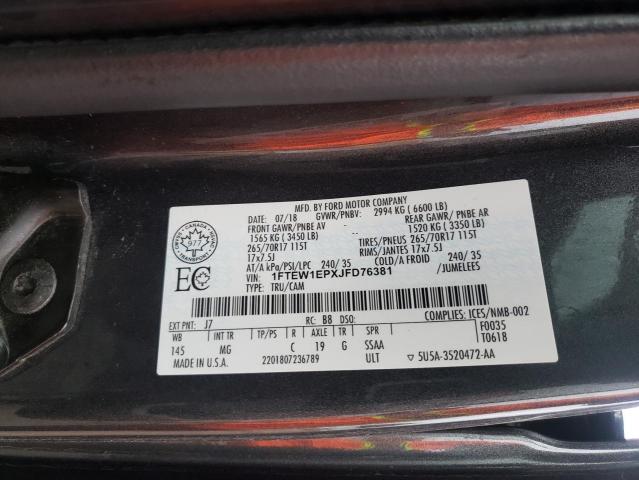 MFD. BY FORD MOTOR COMPANY
07/18 GVWR/PNBV: 2994 KG ( 6600 LB)
FRONT GAWR/PNBE AV REAR GAWR/ PNBE AR
1565 KG ( 3450 LB) 1520 KG ( 3350 LB)
265/70R17 115T TIRES/PNEUS 265/70R17 115T
17x7.5J RIMS/JANTES 17x7.5J
AT/A kPa/PSI/LPC 240/ 35 COLD/A FROID 240/ 35
VIN: 1FTEW1EPXJFD76381 /JUMELEES
TYPE: TRU/CAM
CANADA
977
EC
EXT PNT: J7 RC: B8 DSO: COMPLIES: ICES/NMB-002
WB INT TR TP/PS R AXLE TR SPR F0035
145 MG C 19 G SSAA T0618
MADE IN U.S.A. 2201807236789 ULT ▽ 5U5A-3520472-AA